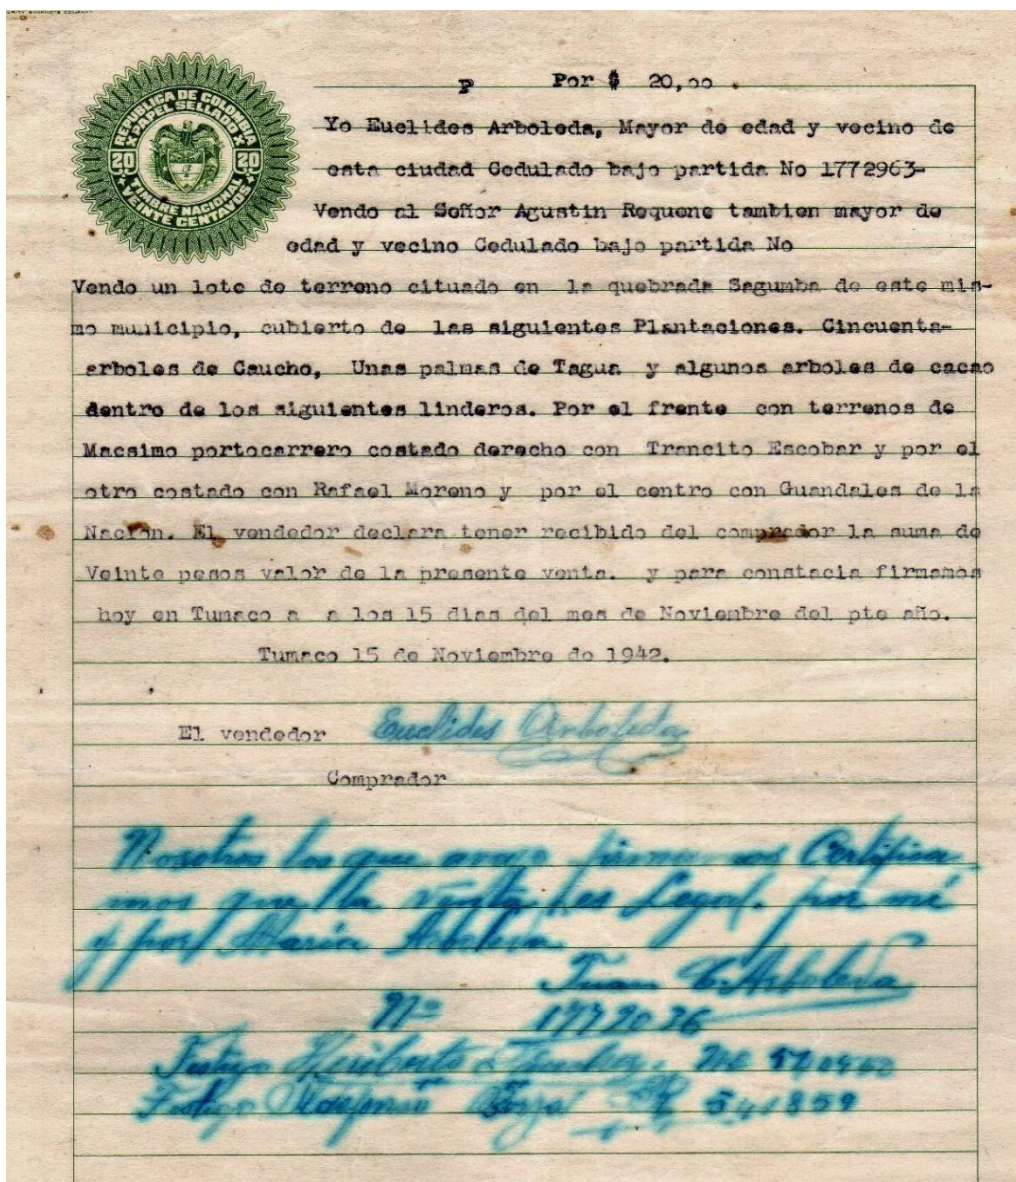 REPUBLICA DE COLOMBIA
X PAPEL SELLADO X
20 20
TIMBRE NACIONAL
VEINTE CENTAVOS
P Por $ 20,oo .
Yo Euclides Arboleda, Mayor de edad y vecino de
esta ciudad Cedulado bajo partida No 1772963-
Vendo al Señor Agustin Requene tambien mayor de
edad y vecino Cedulado bajo partida No
Vendo un lote de terreno cituado en la quebrada Sagumba de este mis-
mo municipio, cubierto de las siguientes Plantaciones. Cincuenta-
arboles de Caucho, Unas palmas de Tagua y algunos arboles de cacao
dentro de los siguientes linderos. Por el frente con terrenos de
Macsimo portocarrero costado derecho con Trancito Escobar y por el
otro costado con Rafael Moreno y por el centro con Guandales de la
Nación. El vendedor declara tener recibido del comprador la suma de
Veinte pesos valor de la presente venta. y para constacia firmamos
hoy en Tumaco a a los 15 dias del mes de Noviembre del pte año.
Tumaco 15 de Noviembre de 1942.
El vendedor Euclides Arboleda
Comprador
Nosotros los que avajo firmamos Certifica
mos que la venta es Legal. por mi
y por Maria Arboleda
Juan C. Arboleda
Nº 1772036
Testigo Heriberto
Testigo Borja 541859